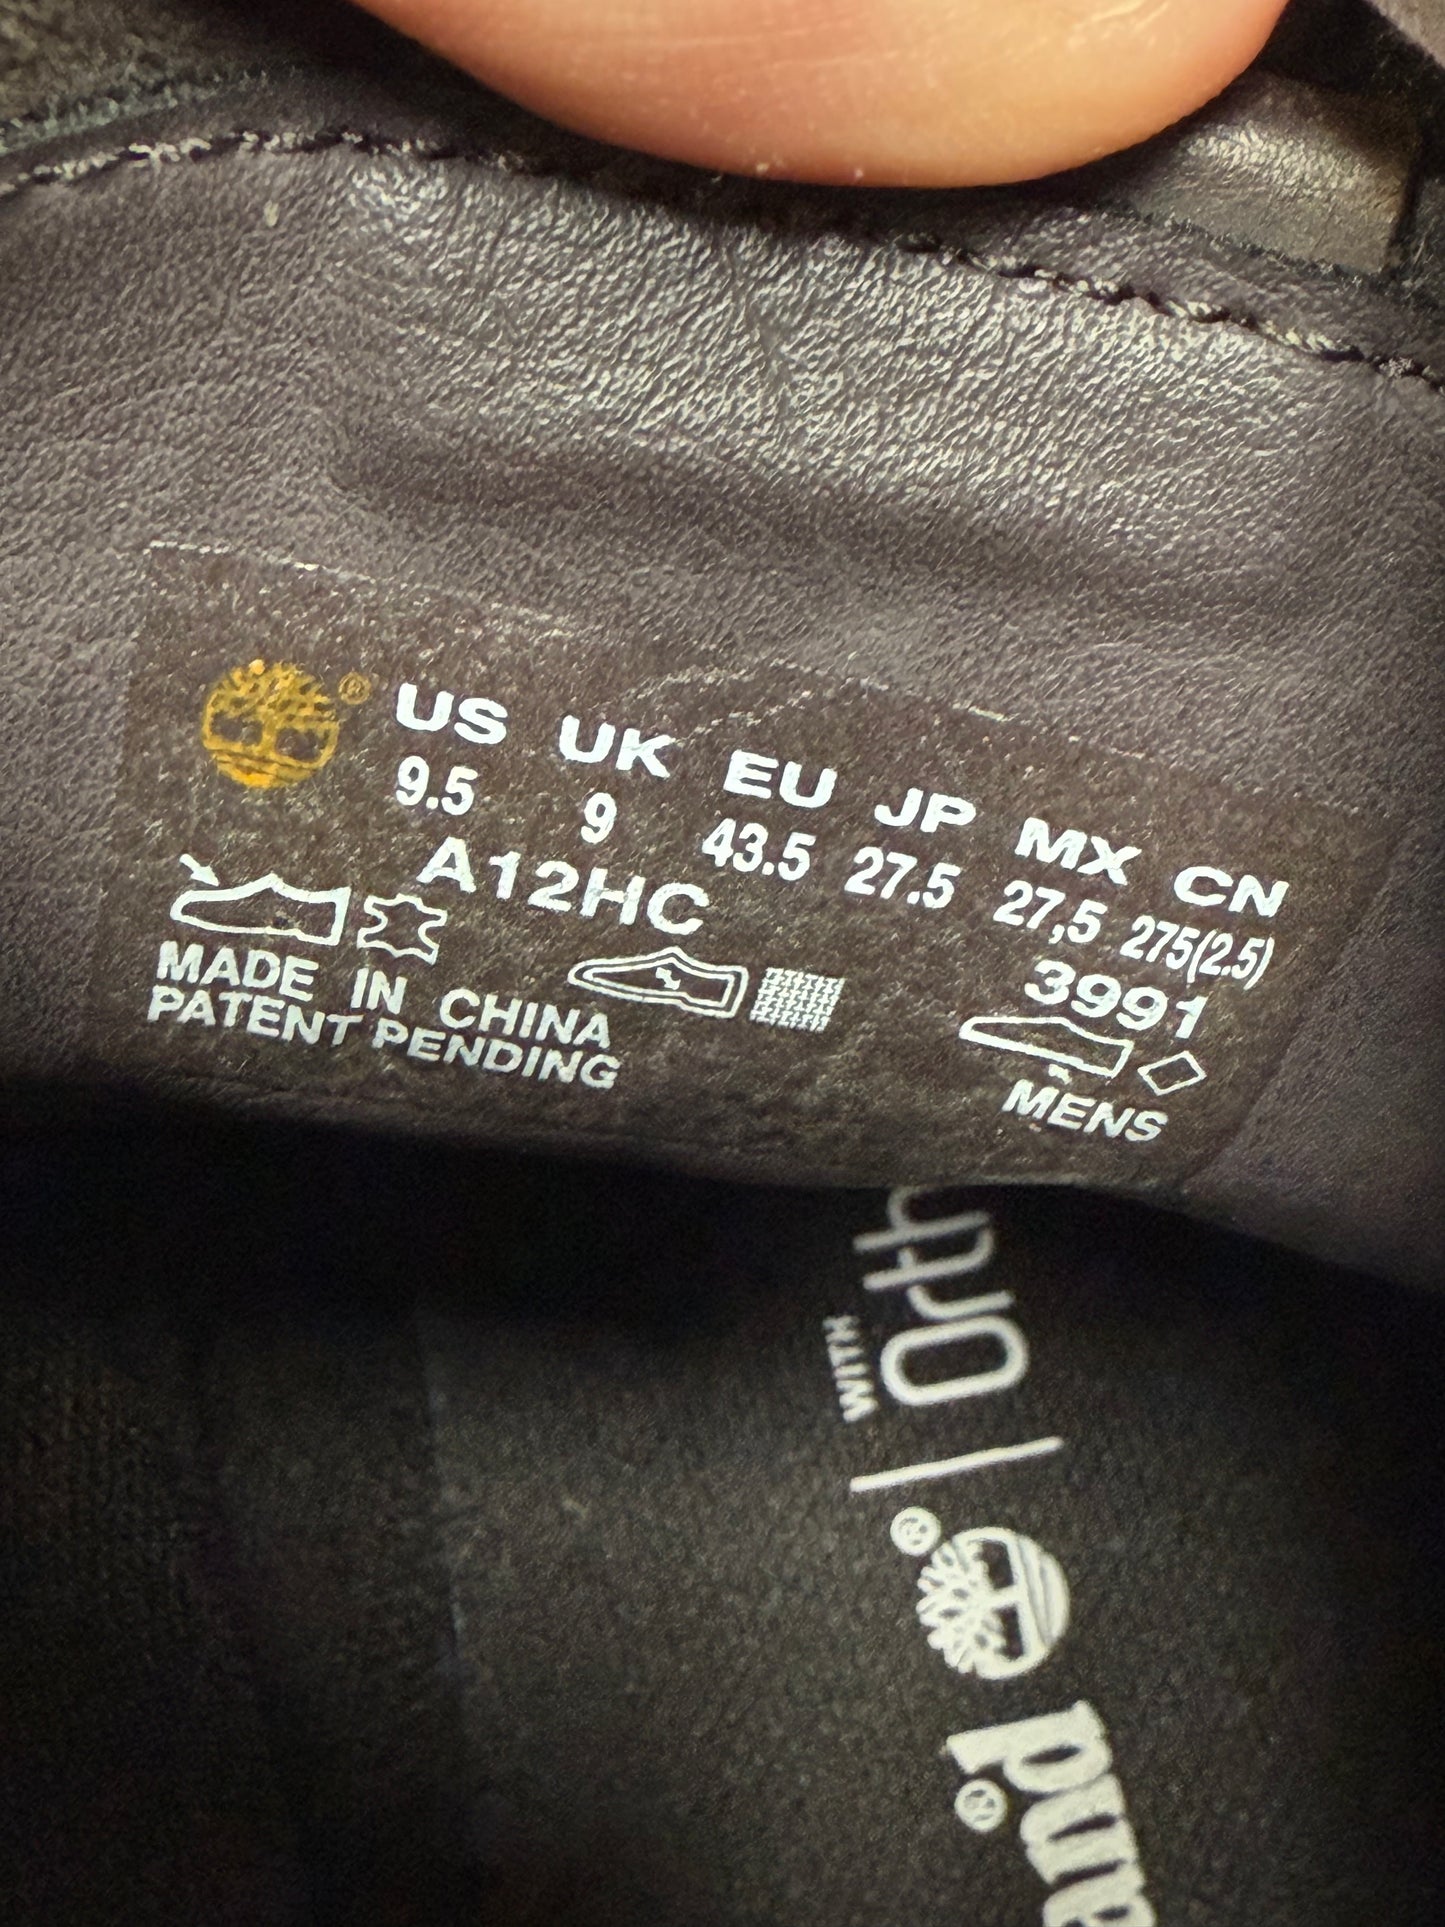 ® US UK EU JP MX CN
9.5 9 43.5 27.5 27,5 275(2.5)
A12HC 3991
MADE IN CHINA
PATENT PENDING
MENS
WITH
®
®